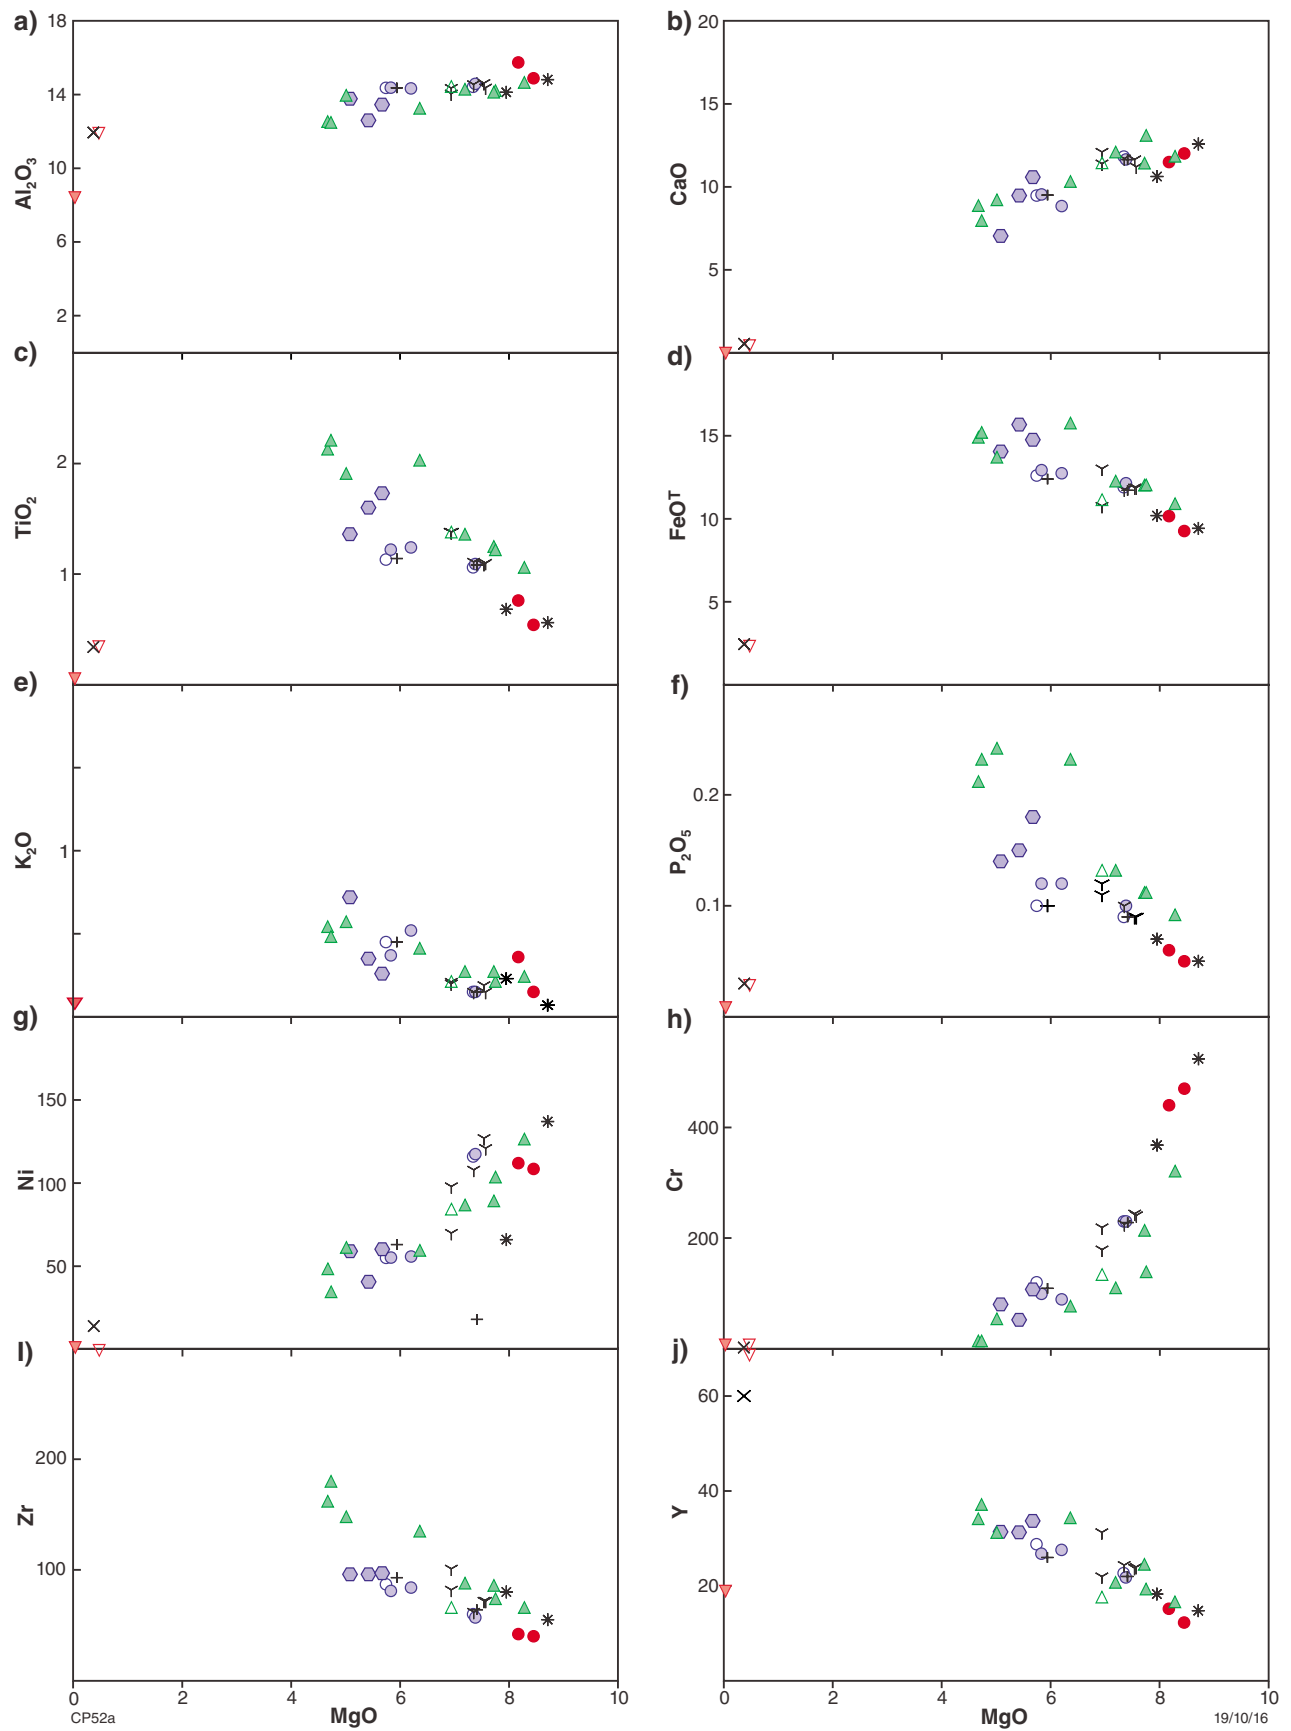 a)
18
14
10
6
2
Al₂O₃
b)
20
15
10
5
CaO
c)
2
1
TiO₂
d)
15
10
5
FeOᵀ
e)
1
K₂O
f)
0.2
0.1
P₂O₅
g)
150
100
50
Ni
h)
400
200
Cr
I)
200
100
Zr
j)
60
40
20
Y
0 2 4 6 8 10
MgO
CP52a
0 2 4 6 8 10
MgO
19/10/16